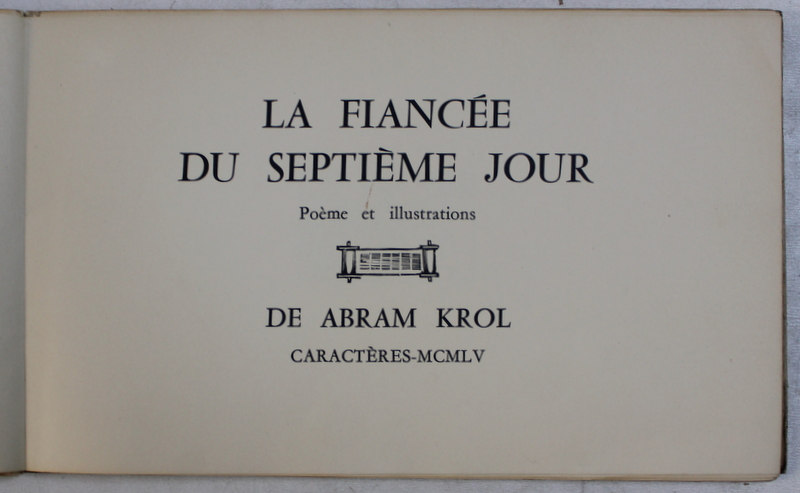 LA FIANCÉE
DU SEPTIÈME JOUR
Poème et illustrations
DE ABRAM KROL
CARACTÈRES-MCMLV